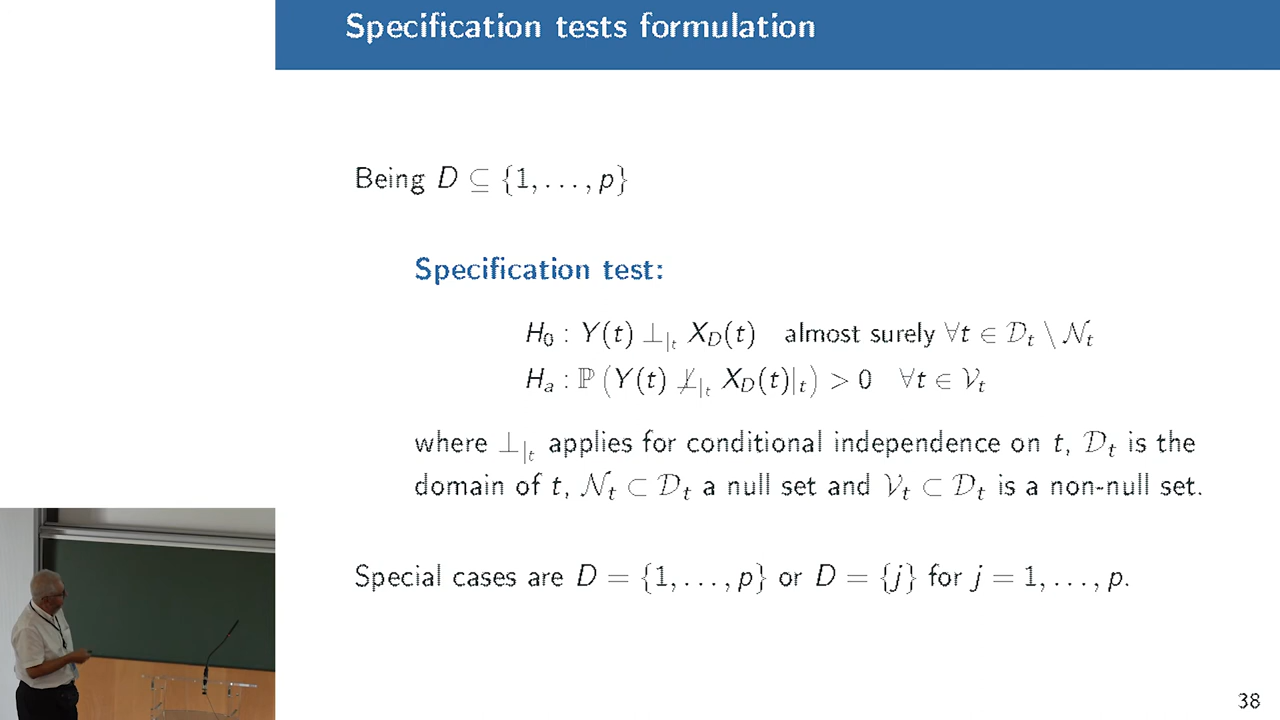 Specification tests formulation
Being D ⊆ {1, . . . , p}
Specification test:
H₀ : Y(t) ⊥|ₜ X_D(t) almost surely ∀t ∈ 𝒟ₜ \ 𝒩ₜ
Hₐ : ℙ (Y(t) ⊥̸|ₜ X_D(t)|ₜ) > 0 ∀t ∈ 𝒱ₜ
where ⊥|ₜ applies for conditional independence on t, 𝒟ₜ is the
domain of t, 𝒩ₜ ⊂ 𝒟ₜ a null set and 𝒱ₜ ⊂ 𝒟ₜ is a non-null set.
Special cases are D = {1, . . . , p} or D = {j} for j = 1, . . . , p.
38